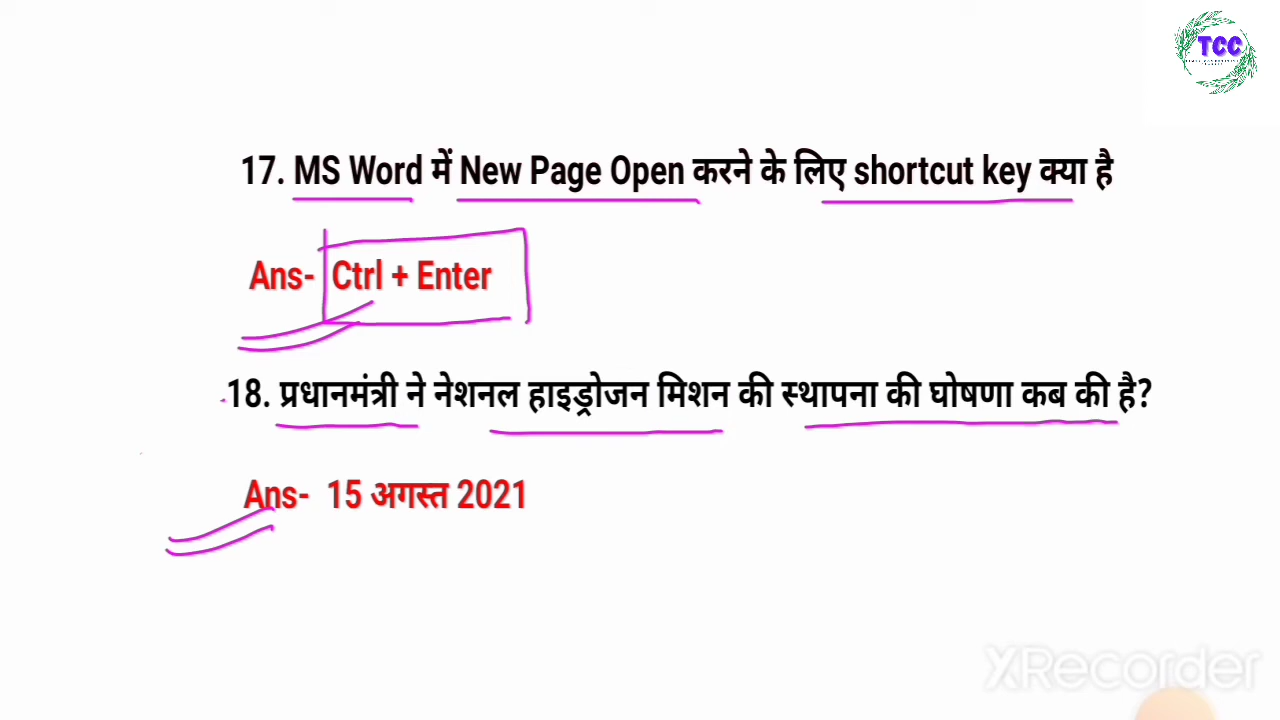 TCC
17. MS Word में New Page Open करने के लिए shortcut key क्या है
Ans- Ctrl + Enter
18. प्रधानमंत्री ने नेशनल हाइड्रोजन मिशन की स्थापना की घोषणा कब की है?
Ans- 15 अगस्त 2021
XRecorder